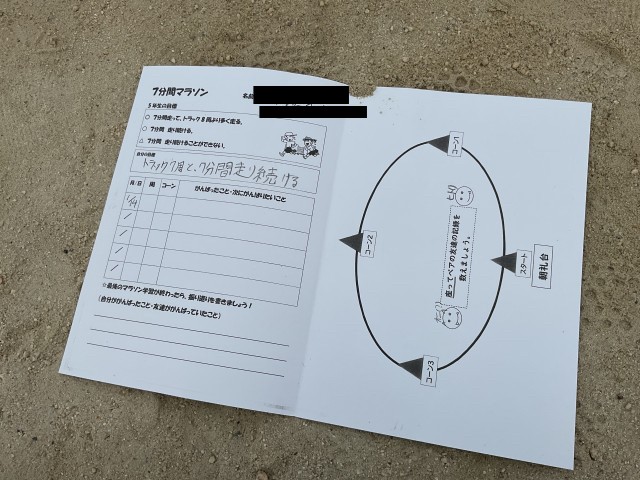 7分間マラソン
名前
5年生の目標
◎ 7分間走って、トラック8周より多く走る。
○ 7分間 走り続ける。
△ 7分間 走り続けることができない。
自分の目標
トラック7周と、7分間走り続ける
月/日 周 コーン がんばったこと・次にがんばりたいこと
/
/
/
☆最後のマラソン学習が終わったら、振り返りを書きましょう！
(自分ががんばったこと・友達ががんばっていたこと)
コーン1
コーン2
コーン3
スタート
朝礼台
座ってペアの友達の記録を
数えましょう。